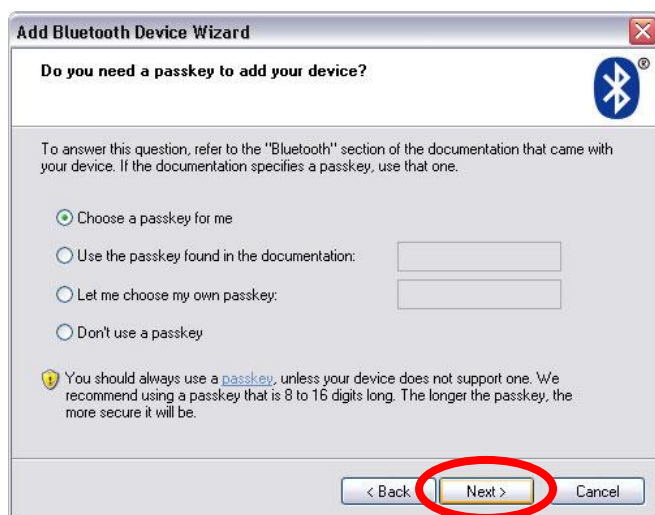 Add Bluetooth Device Wizard
Do you need a passkey to add your device?
®
To answer this question, refer to the "Bluetooth" section of the documentation that came with
your device. If the documentation specifies a passkey, use that one.
Choose a passkey for me
Use the passkey found in the documentation:
Let me choose my own passkey:
Don't use a passkey
You should always use a passkey, unless your device does not support one. We
recommend using a passkey that is 8 to 16 digits long. The longer the passkey, the
more secure it will be.
< Back Next > Cancel